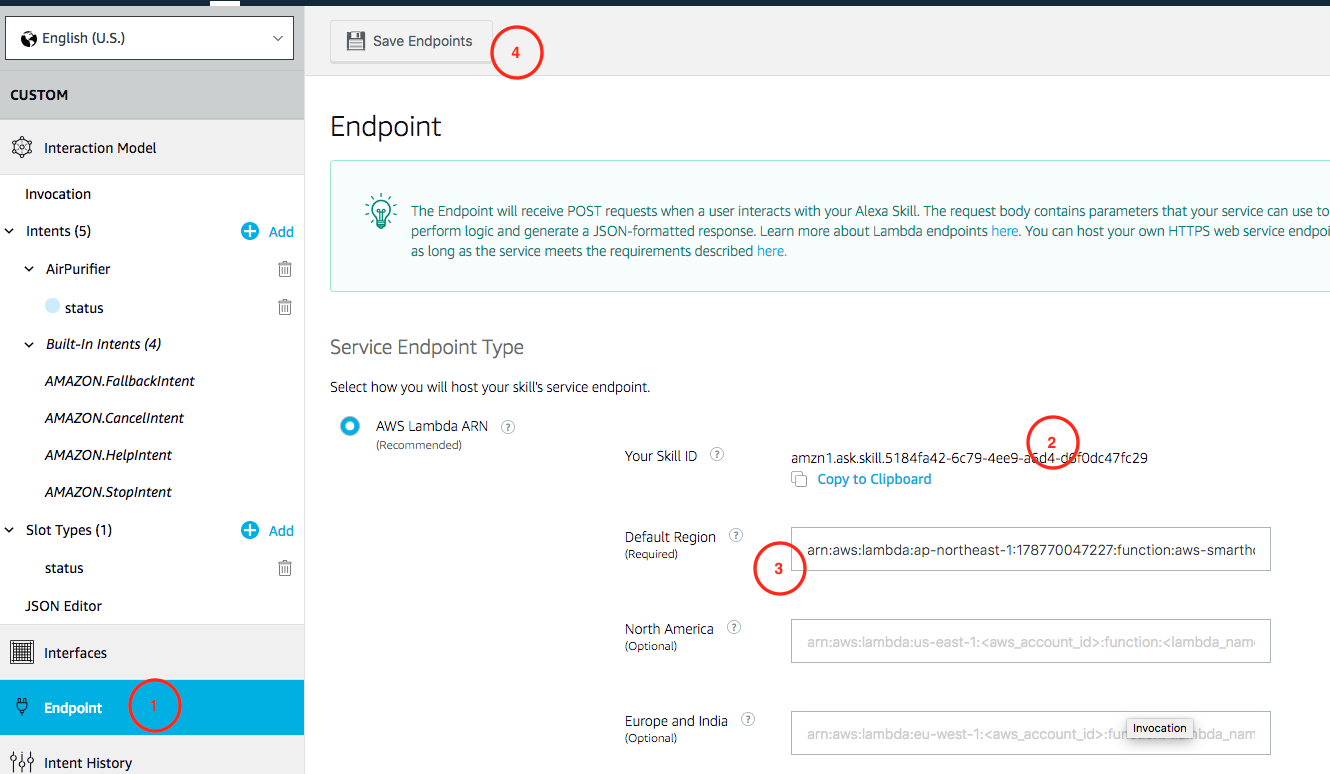 English (U.S.)
Save Endpoints
4
CUSTOM
Endpoint
Interaction Model
Invocation
The Endpoint will receive POST requests when a user interacts with your Alexa Skill. The request body contains parameters that your service can use to
Intents (5)
Add
perform logic and generate a JSON-formatted response. Learn more about Lambda endpoints here. You can host your own HTTPS web service endpoi
as long as the service meets the requirements described here.
AirPurifier
status
Built-In Intents (4)
Service Endpoint Type
AMAZON.FallbackIntent
Select how you will host your skill's service endpoint.
AMAZON.CancelIntent
AWS Lambda ARN ?
(Recommended)
2
AMAZON.HelpIntent
Your Skill ID ?
amzn1.ask.skill.5184fa42-6c79-4ee9-a6d4-d8f0dc47fc29
Copy to Clipboard
AMAZON.StopIntent
Slot Types (1)
Add
Default Region ?
(Required)
arn:aws:lambda:ap-northeast-1:178770047227:function:aws-smarth
3
status
JSON Editor
North America ?
(Optional)
arn:aws:lambda:us-east-1:<aws_account_id>:function:<lambda_name
Interfaces
Endpoint
1
Europe and India ?
(Optional)
arn:aws:lambda:eu-west-1:<aws_account_id>:fu
Invocation
bda_name
Intent History